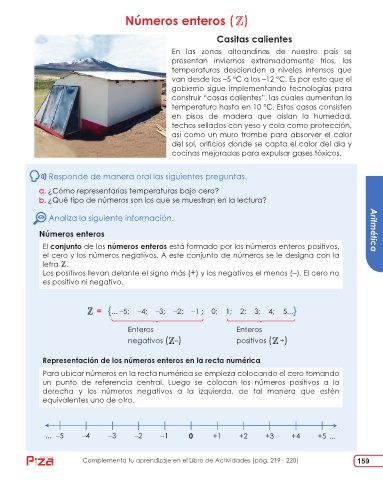 Números enteros (ℤ)
Casitas calientes
En las zonas altoandinas de nuestro país se
presentan inviernos extremadamente fríos, las
temperaturas descienden a niveles intensos que
van desde los –5 °C a los –12 °C. Es por esto que el
gobierno sigue implementando tecnologías para
construir “casas calientes”, las cuales aumentan la
temperatura hasta en 10 °C. Estas casas consisten
en pisos de madera que aíslan la humedad,
techos sellados con yeso y cola como protección,
así como un muro trombe para absorber el calor
del sol, orificios donde se capta el calor del día y
cocinas mejoradas para expulsar gases tóxicos.
Responde de manera oral las siguientes preguntas.
a. ¿Cómo representarías temperaturas bajo cero?
b. ¿Qué tipo de números son los que se muestran en la lectura?
Analiza la siguiente información.
Números enteros
El conjunto de los números enteros está formado por los números enteros positivos,
el cero y los números negativos. A este conjunto de números se le designa con la
letra ℤ.
Los positivos llevan delante el signo más (+) y los negativos el menos (–). El cero no
es positivo ni negativo.
ℤ = {... –5; –4; –3; –2; –1 ; 0; 1; 2; 3; 4; 5...}
Enteros negativos (ℤ–)
Enteros positivos (ℤ+)
Representación de los números enteros en la recta numérica
Para ubicar números en la recta numérica se empieza colocando el cero tomando
un punto de referencia central. Luego se colocan los números positivos a la
derecha y los números negativos a la izquierda, de tal manera que estén
equivalentes uno de otro.
... –5 –4 –3 –2 –1 0 +1 +2 +3 +4 +5 ...
Aritmética
Pizza
Complementa tu aprendizaje en el Libro de Actividades (pág. 219 - 220)
159